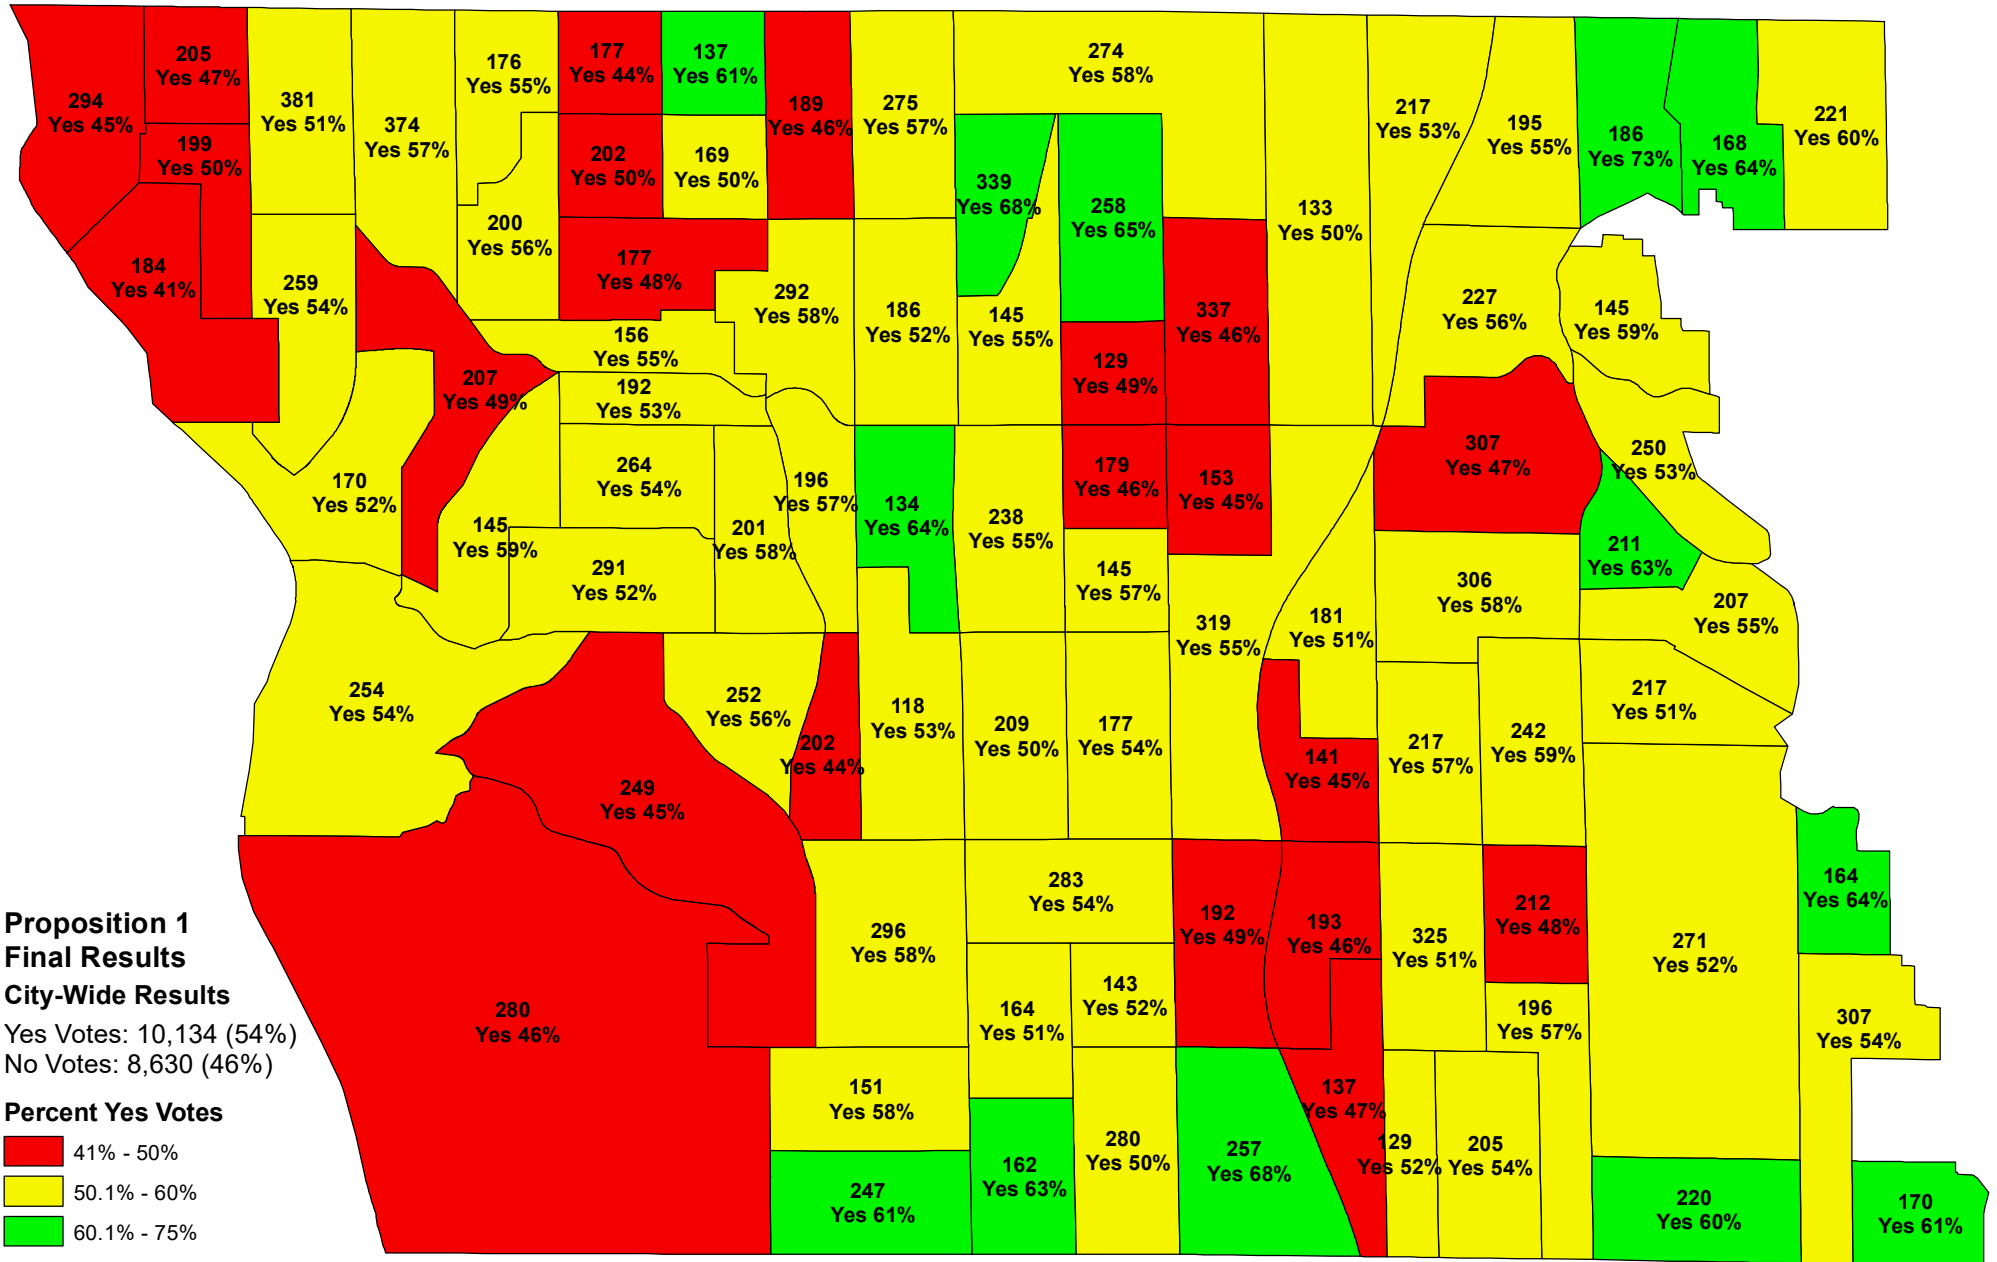 205
Yes 47%
177
Yes 44%
137
Yes 61%
274
Yes 58%
176
Yes 55%
294
Yes 45%
381
Yes 51%
374
Yes 57%
189
Yes 46%
275
Yes 57%
217
Yes 53%
195
Yes 55%
186
Yes 73%
168
Yes 64%
221
Yes 60%
199
Yes 50%
202
Yes 50%
169
Yes 50%
339
Yes 68%
258
Yes 65%
133
Yes 50%
200
Yes 56%
184
Yes 41%
259
Yes 54%
177
Yes 48%
292
Yes 58%
186
Yes 52%
145
Yes 55%
337
Yes 46%
227
Yes 56%
145
Yes 59%
156
Yes 55%
207
Yes 49%
192
Yes 53%
129
Yes 49%
170
Yes 52%
264
Yes 54%
196
Yes 57%
134
Yes 64%
179
Yes 46%
153
Yes 45%
307
Yes 47%
250
Yes 53%
145
Yes 59%
201
Yes 58%
238
Yes 55%
211
Yes 63%
291
Yes 52%
145
Yes 57%
306
Yes 58%
207
Yes 55%
319
Yes 55%
181
Yes 51%
254
Yes 54%
252
Yes 56%
118
Yes 53%
209
Yes 50%
177
Yes 54%
217
Yes 51%
202
Yes 44%
141
Yes 45%
217
Yes 57%
242
Yes 59%
249
Yes 45%
283
Yes 54%
164
Yes 64%
296
Yes 58%
192
Yes 49%
193
Yes 46%
325
Yes 51%
212
Yes 48%
271
Yes 52%
280
Yes 46%
164
Yes 51%
143
Yes 52%
196
Yes 57%
307
Yes 54%
151
Yes 58%
137
Yes 47%
247
Yes 61%
162
Yes 63%
280
Yes 50%
257
Yes 68%
129
Yes 52%
205
Yes 54%
220
Yes 60%
170
Yes 61%
Proposition 1
Final Results
City-Wide Results
Yes Votes: 10,134 (54%)
No Votes: 8,630 (46%)
Percent Yes Votes
41% - 50%
50.1% - 60%
60.1% - 75%